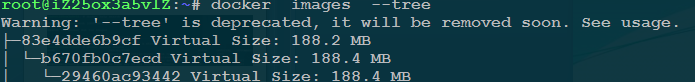 root@iZ25ox3a5vlZ:~# docker  images  --tree
Warning: '--tree' is deprecated, it will be removed soon. See usage.
├─83e4dde6b9cf Virtual Size: 188.2 MB
│ └─b670fb0c7ecd Virtual Size: 188.4 MB
│   └─29460ac93442 Virtual Size: 188.4 MB